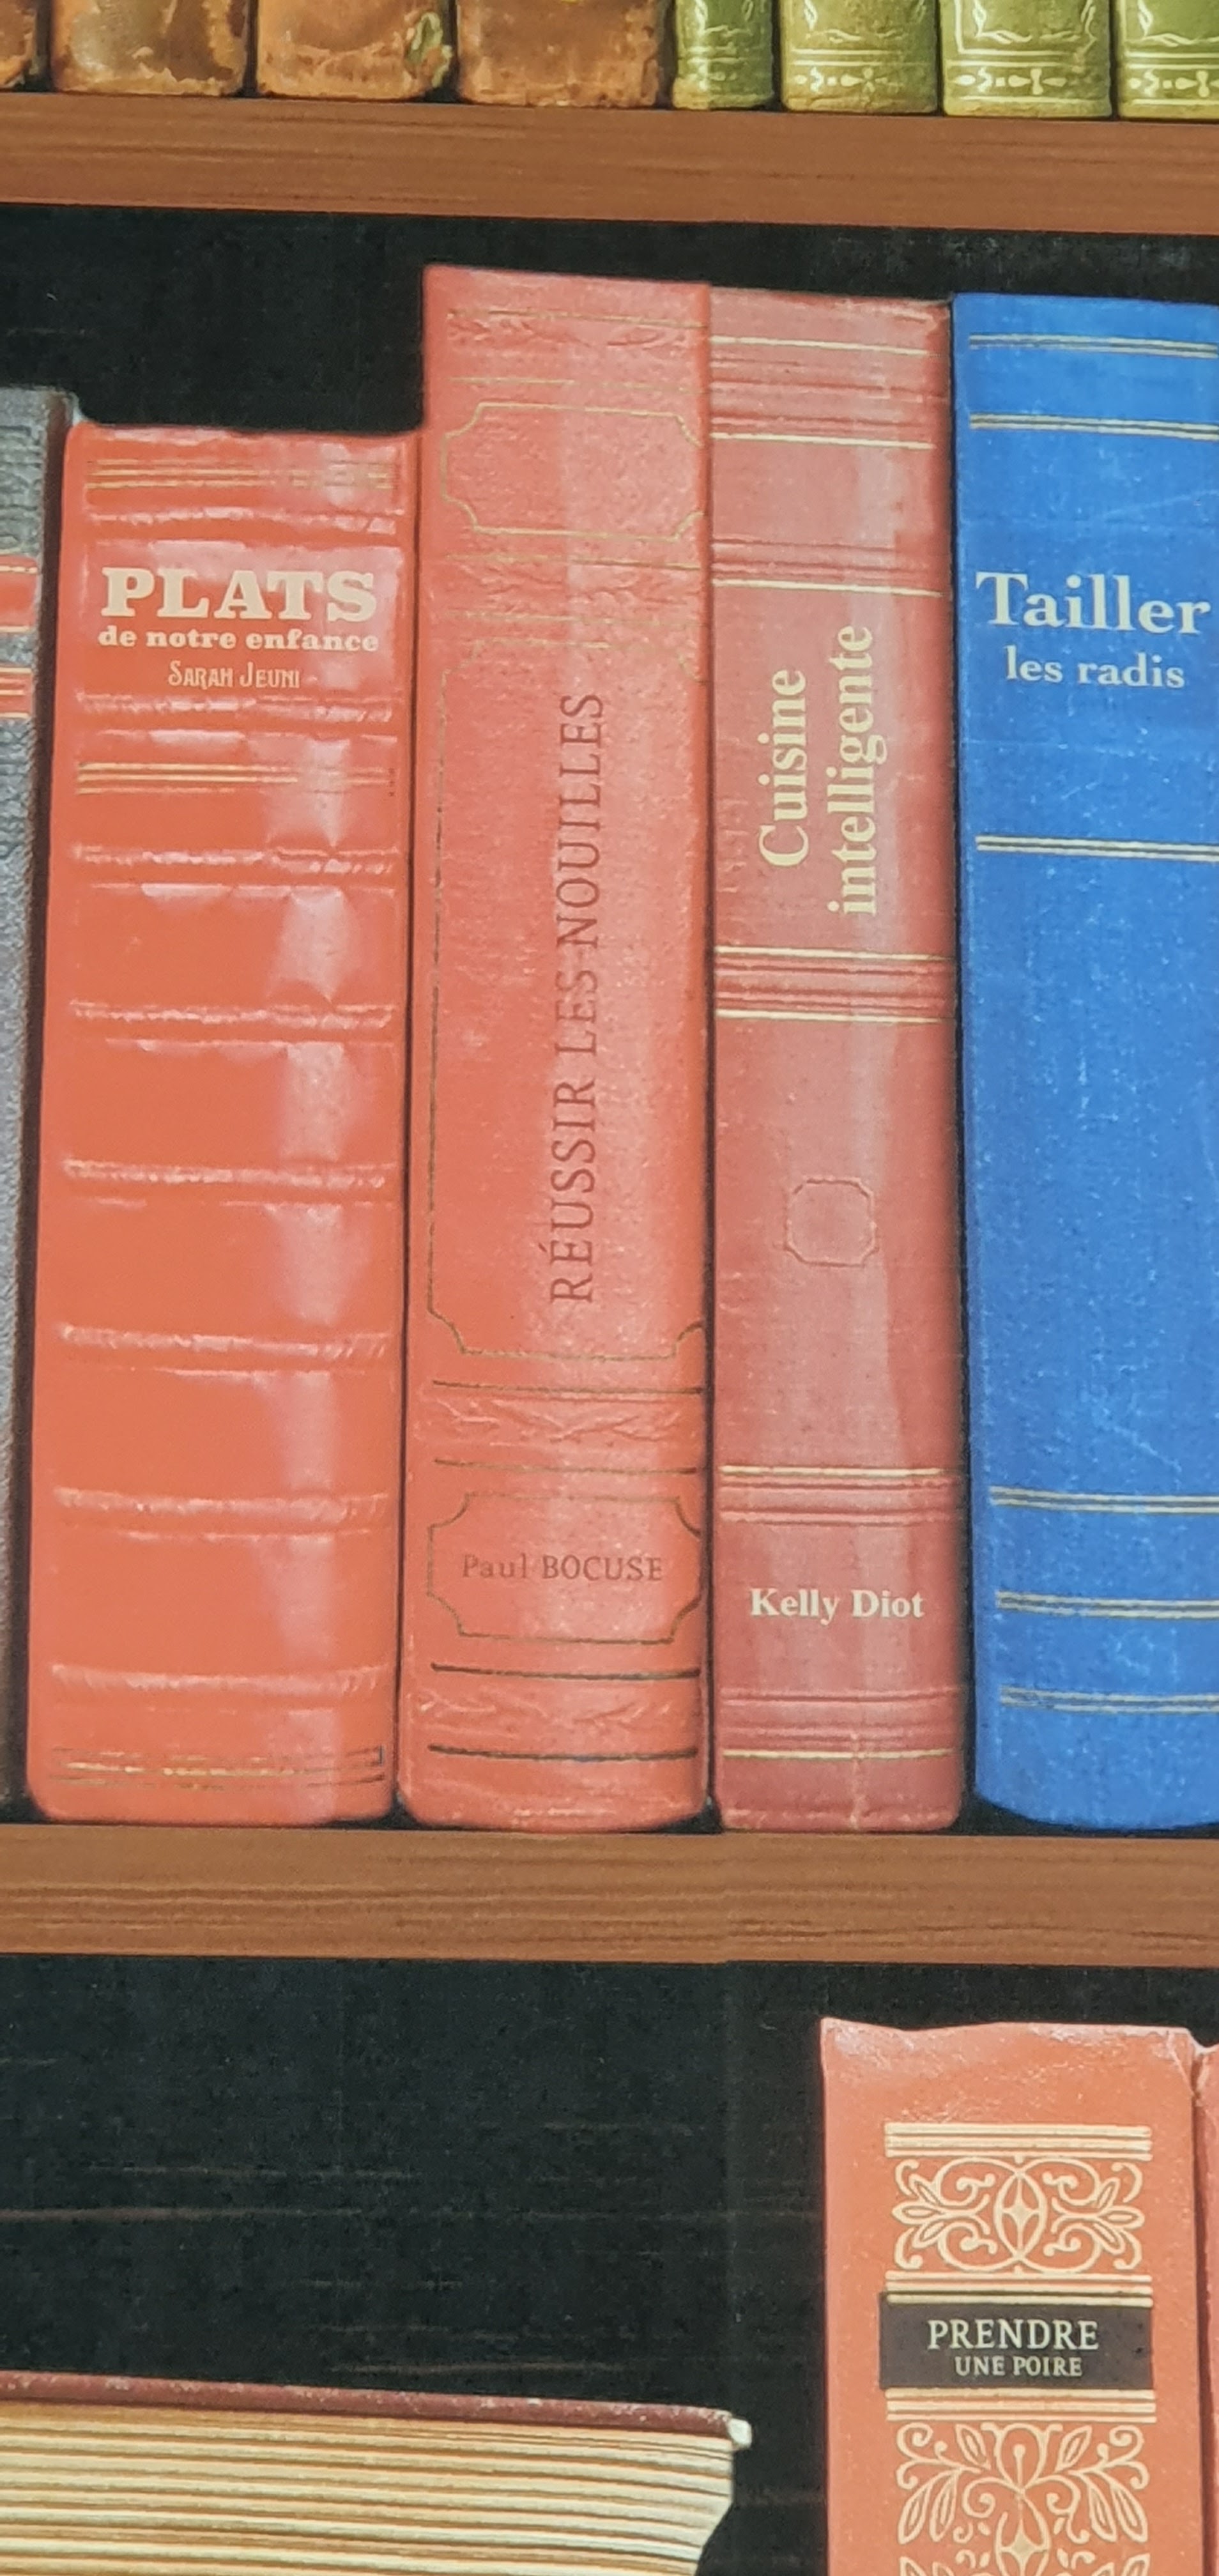 PLATS
de notre enfance
SARAH JEUNI
RÉUSSIR LES NOUILLES
Paul BOCUSE
Cuisine
intelligente
Kelly Diot
Tailler
les radis
PRENDRE
UNE POIRE